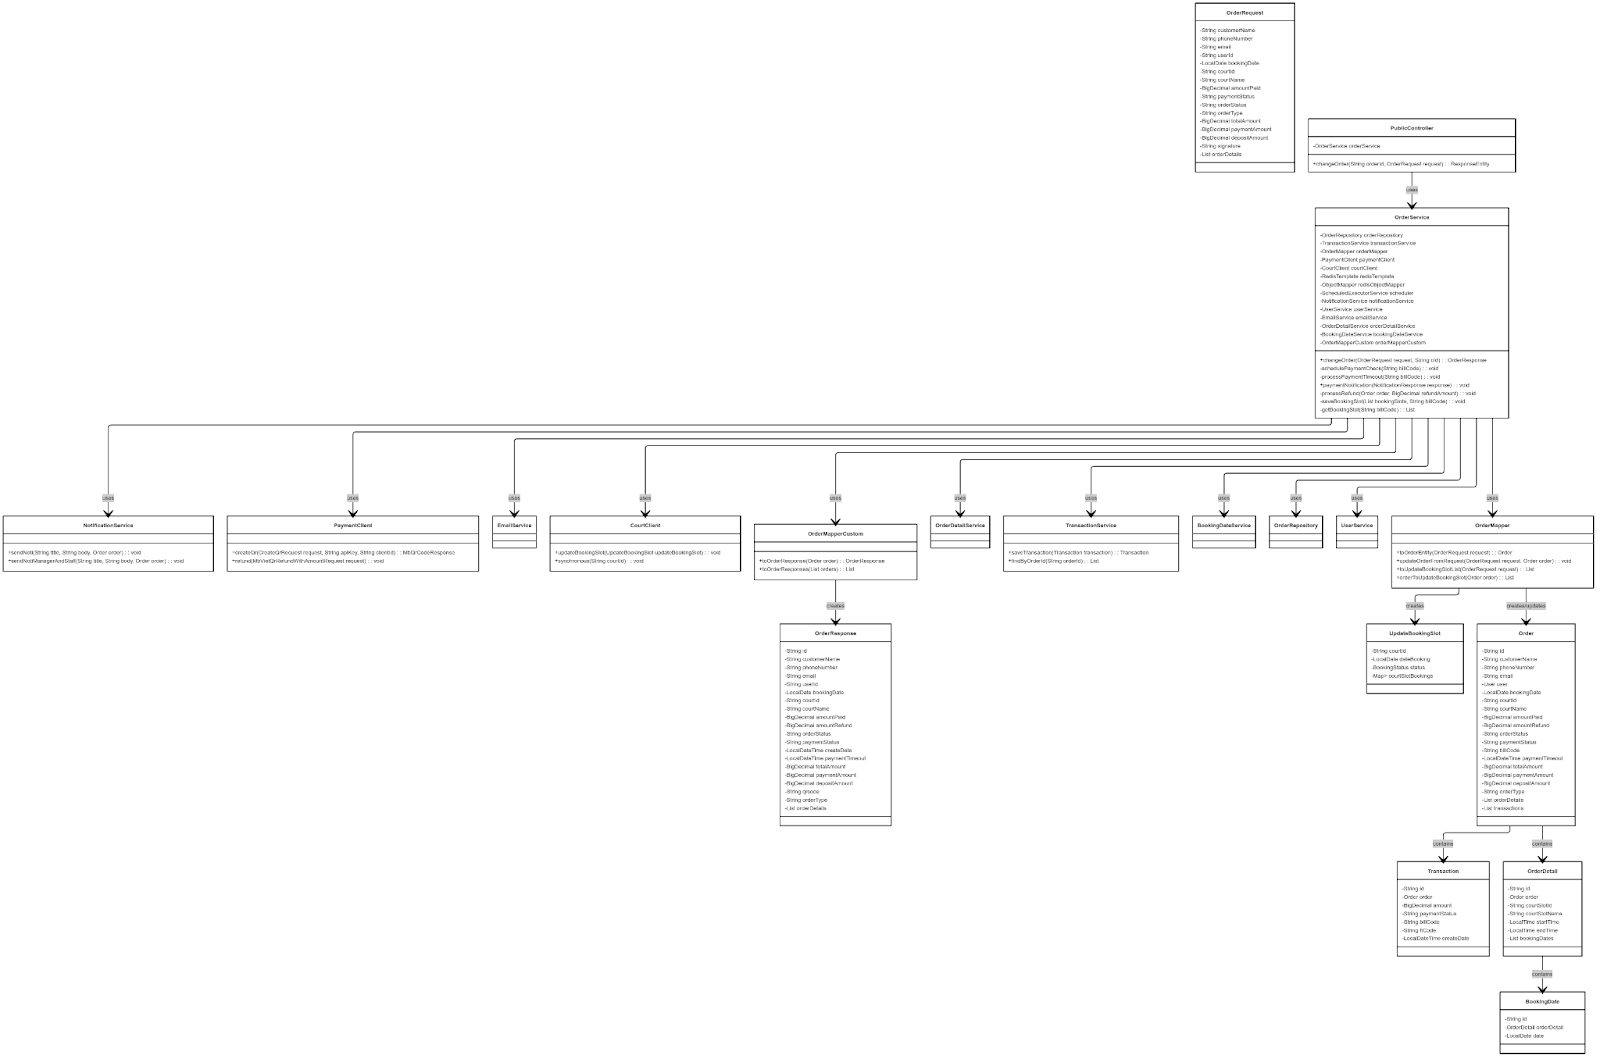 OrderRequest
-String customerName
-String phoneNumber
-String email
-String userId
-LocalDate bookingDate
-String courtId
-String courtName
-BigDecimal amountPaid
-String paymentStatus
-String orderStatus
-String orderType
-BigDecimal totalAmount
-BigDecimal paymentAmount
-BigDecimal depositAmount
-String signature
-List orderDetails
PublicController
-OrderService orderService
+changeOrder(String orderId, OrderRequest request) : : ResponseEntity
uses
OrderService
-OrderRepository orderRepository
-TransactionService transactionService
-OrderMapper orderMapper
-PaymentClient paymentClient
-CourtClient courtClient
-RedisTemplate redisTemplate
-ObjectMapper redisObjectMapper
-ScheduledExecutorService scheduler
-NotificationService notificationService
-UserService userService
-EmailService emailService
-OrderDetailService orderDetailService
-BookingDateService bookingDateService
-OrderMapperCustom orderMapperCustom
+changeOrder(OrderRequest request, String oid) : : OrderResponse
-schedulePaymentCheck(String billCode) : : void
-processPaymentTimeout(String billCode) : : void
+paymentNotification(NotificationResponse response) : : void
-processRefund(Order order, BigDecimal refundAmount) : : void
-saveBookingSlot(List bookingSlots, String billCode) : : void
-getBookingSlot(String billCode) : : List
uses
uses
uses
uses
uses
uses
uses
uses
uses
uses
uses
NotificationService
+sendNoti(String title, String body, Order order) : : void
+sendNotiManagerAndStaff(String title, String body, Order order) : : void
PaymentClient
+createQr(CreateQrRequest request, String apiKey, String clientId) : : MbQrCodeResponse
+refund(MbVietQrRefundWithAmountRequest request) : : void
EmailService
CourtClient
+updateBookingSlot(UpdateBookingSlot updateBookingSlot) : : void
+synchronous(String courtId) : : void
OrderMapperCustom
+toOrderResponse(Order order) : : OrderResponse
+toOrderResponses(List orders) : : List
OrderDetailService
TransactionService
+saveTransaction(Transaction transaction) : : Transaction
+findByOrderId(String orderId) : : List
BookingDateService
OrderRepository
UserService
OrderMapper
+toOrderEntity(OrderRequest request) : : Order
+updateOrderFromRequest(OrderRequest request, Order order) : : void
+toUpdateBookingSlotList(OrderRequest request) : : List
+orderToUpdateBookingSlot(Order order) : : List
creates
creates
creates/updates
OrderResponse
-String id
-String customerName
-String phoneNumber
-String email
-String userId
-LocalDate bookingDate
-String courtId
-String courtName
-BigDecimal amountPaid
-BigDecimal amountRefund
-String orderStatus
-String paymentStatus
-LocalDateTime createDate
-LocalDateTime paymentTimeout
-BigDecimal totalAmount
-BigDecimal paymentAmount
-BigDecimal depositAmount
-String qrcode
-String orderType
-List orderDetails
UpdateBookingSlot
-String courtId
-LocalDate dateBooking
-BookingStatus status
-Map> courtSlotBookings
Order
-String id
-String customerName
-String phoneNumber
-String email
-User user
-LocalDate bookingDate
-String courtId
-String courtName
-BigDecimal amountPaid
-BigDecimal amountRefund
-String orderStatus
-String paymentStatus
-String billCode
-LocalDateTime paymentTimeout
-BigDecimal totalAmount
-BigDecimal paymentAmount
-BigDecimal depositAmount
-String orderType
-List orderDetails
-List transactions
contains
contains
Transaction
-String id
-Order order
-BigDecimal amount
-String paymentStatus
-String billCode
-String ftCode
-LocalDateTime createDate
OrderDetail
-String id
-Order order
-String courtSlotId
-String courtSlotName
-LocalTime startTime
-LocalTime endTime
-List bookingDates
contains
BookingDate
-String id
-OrderDetail orderDetail
-LocalDate date